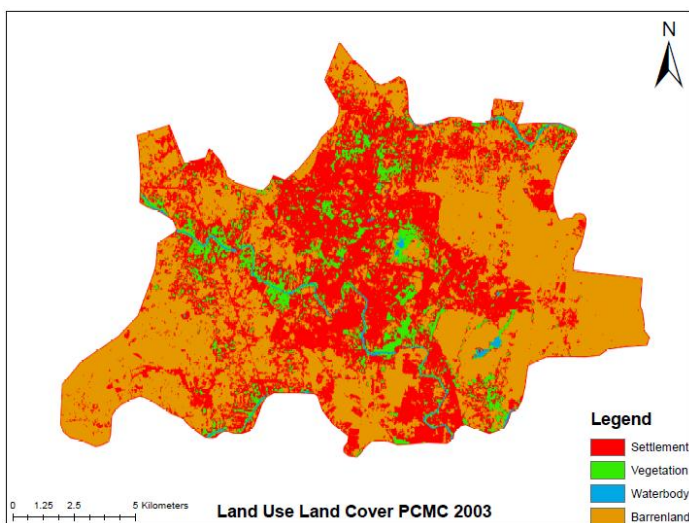 N
Legend
Settlement
Vegetation
Waterbody
Barrenland
0 1.25 2.5 5 Kilometers
Land Use Land Cover PCMC 2003